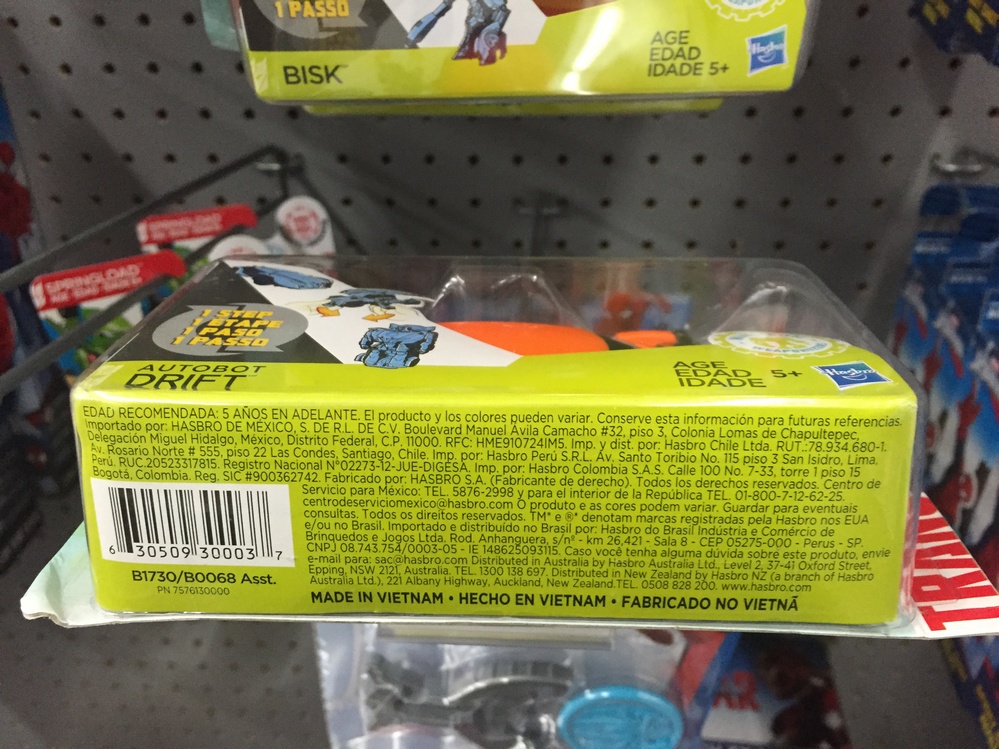 1 PASSO
BISK™
AGE
EDAD
IDADE 5+
Hasbro
SPRINGLOAD
SPRINGLOAD
1 STEP
1 ÉTAPE
1 PASO
1 PASSO
AUTOBOT
DRIFT™
AGE
EDAD 5+
IDADE
Hasbro
EDAD RECOMENDADA: 5 AÑOS EN ADELANTE. El producto y los colores pueden variar. Conserve esta información para futuras referencias.
Importado por: HASBRO DE MÉXICO, S. DE R.L. DE C.V. Boulevard Manuel Ávila Camacho #32, piso 3, Colonia Lomas de Chapultepec,
Delegación Miguel Hidalgo, México, Distrito Federal, C.P. 11000. RFC: HME910724IM5. Imp. y dist. por: Hasbro Chile Ltda. RUT.:78.934.680-1.
Av. Rosario Norte # 555, piso 22 Las Condes, Santiago, Chile. Imp. por: Hasbro Perú S.R.L. Av. Santo Toribio No. 115 piso 3 San Isidro, Lima.
Perú. RUC.20523317815. Registro Nacional N°02273-12-JUE-DIGESA. Imp. por: Hasbro Colombia S.A.S. Calle 100 No. 7-33, torre 1 piso 15
Bogotá, Colombia. Reg. SIC #900362742. Fabricado por: HASBRO S.A. (Fabricante de derecho). Todos los derechos reservados. Centro de
Servicio para México: TEL. 5876-2998 y para el interior de la República TEL. 01-800-7-12-62-25.
centrodeserviciomexico@hasbro.com O produto e as cores podem variar. Guardar para eventuais
consultas. Todos os direitos reservados. TM* e ®* denotam marcas registradas pela Hasbro nos EUA
e/ou no Brasil. Importado e distribuído no Brasil por: Hasbro do Brasil Indústria e Comércio de
Brinquedos e Jogos Ltda. Rod. Anhanguera, s/nº - km 26,421 - Sala 8 - CEP 05275-000 - Perus - SP.
CNPJ 08.743.754/0003-05 - IE 148625093115. Caso você tenha alguma dúvida sobre este produto, envie
e-mail para: sac@hasbro.com Distributed in Australia by Hasbro Australia Ltd., Level 2, 37-41 Oxford Street,
Epping, NSW 2121, Australia. TEL. 1300 138 697. Distributed in New Zealand by Hasbro NZ (a branch of Hasbro
Australia Ltd.), 221 Albany Highway, Auckland, New Zealand.TEL 0508 828 200. www.hasbro.com
6 30509 30003 7
B1730/B0068 Asst.
PN 7576130000
MADE IN VIETNAM • HECHO EN VIETNAM • FABRICADO NO VIETNÃ